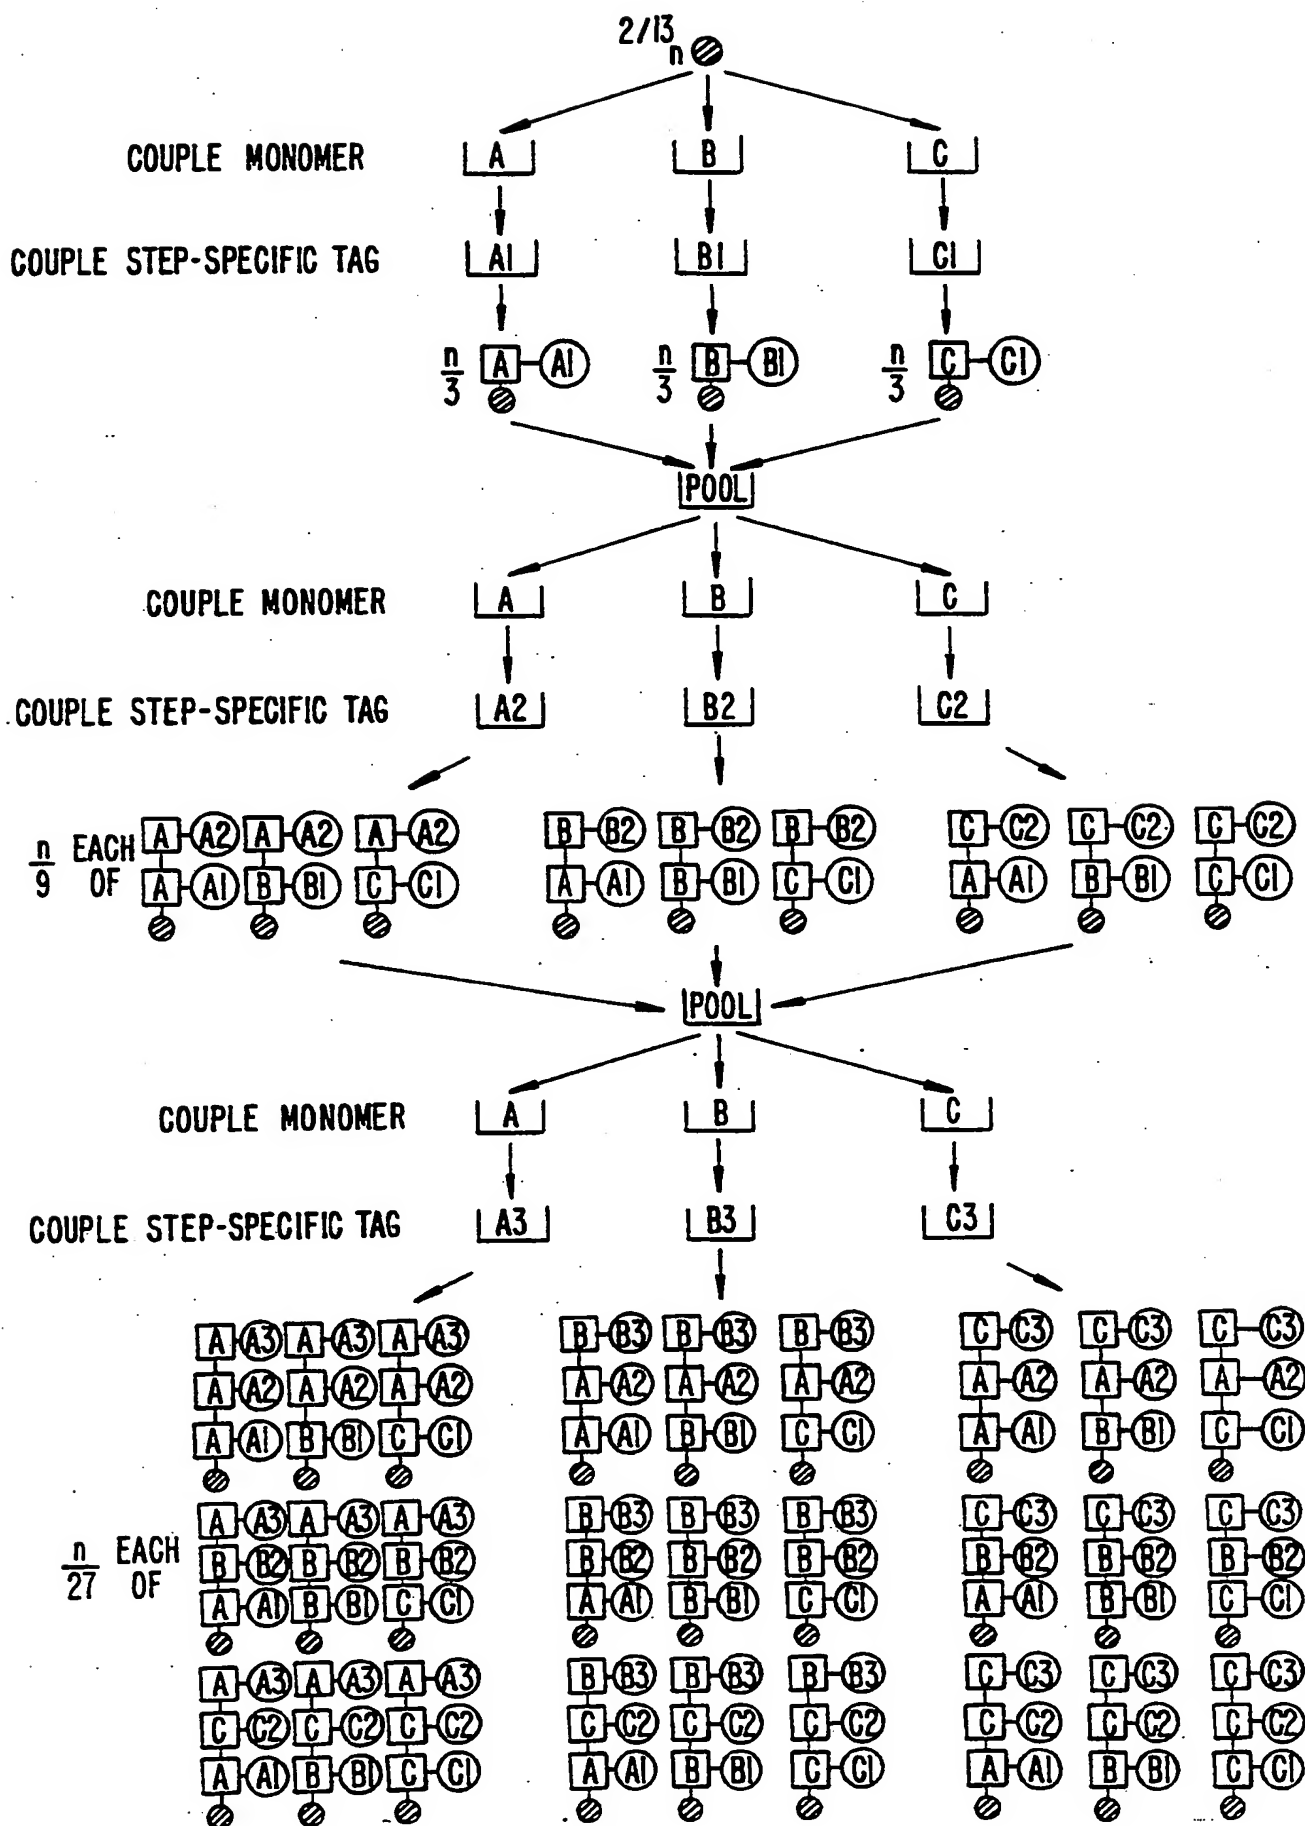 2/13
n
COUPLE MONOMER A B C
COUPLE STEP-SPECIFIC TAG A1 B1 C1
n/3 A A1 n/3 B B1 n/3 C C1
POOL
COUPLE MONOMER A B C
COUPLE STEP-SPECIFIC TAG A2 B2 C2
A A2 A A2 A A2 B B2 B B2 B B2 C C2 C C2 C C2
n/9 EACH OF A A1 B B1 C C1 A A1 B B1 C C1 A A1 B B1 C C1
POOL
COUPLE MONOMER A B C
COUPLE STEP-SPECIFIC TAG A3 B3 C3
A A3 A A3 A A3 B B3 B B3 B B3 C C3 C C3 C C3
A A2 A A2 A A2 A A2 A A2 A A2 A A2 A A2 A A2
A A1 B B1 C C1 A A1 B B1 C C1 A A1 B B1 C C1
A A3 A A3 A A3 B B3 B B3 B B3 C C3 C C3 C C3
n/27 EACH OF B B2 B B2 B B2 B B2 B B2 B B2 B B2 B B2 B B2
A A1 B B1 C C1 A A1 B B1 C C1 A A1 B B1 C C1
A A3 A A3 A A3 B B3 B B3 B B3 C C3 C C3 C C3
C C2 C C2 C C2 C C2 C C2 C C2 C C2 C C2 C C2
A A1 B B1 C C1 A A1 B B1 C C1 A A1 B B1 C C1